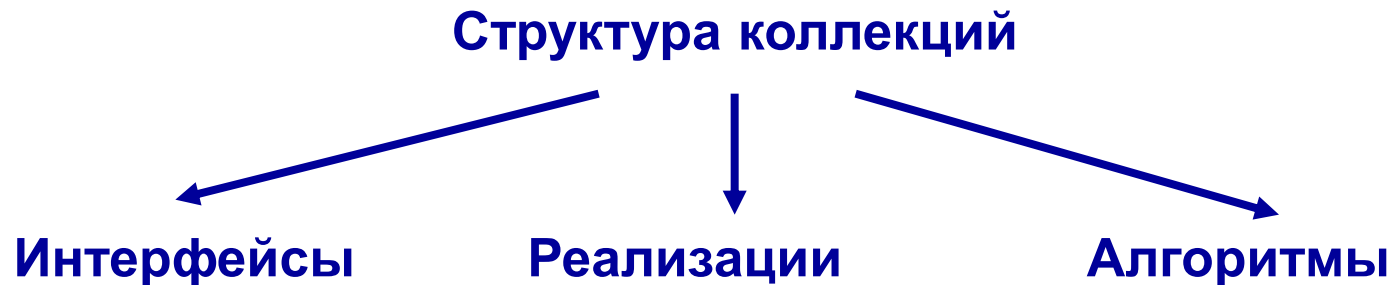 Структура коллекций
Интерфейсы Реализации Алгоритмы